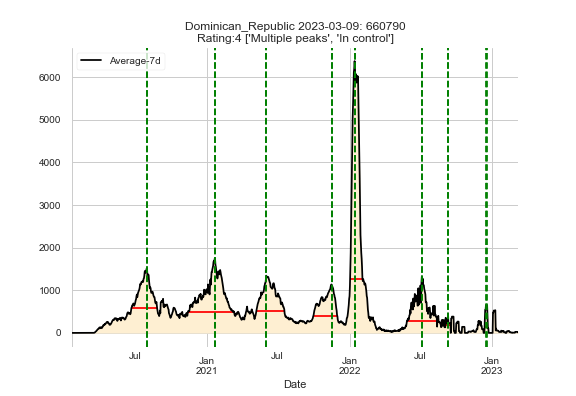 Dominican_Republic 2023-03-09: 660790
Rating:4 ['Multiple peaks', 'In control']
Average-7d
6000
5000
4000
3000
2000
1000
0
Jul
Jan
2021
Jul
Jan
2022
Jul
Jan
2023
Date